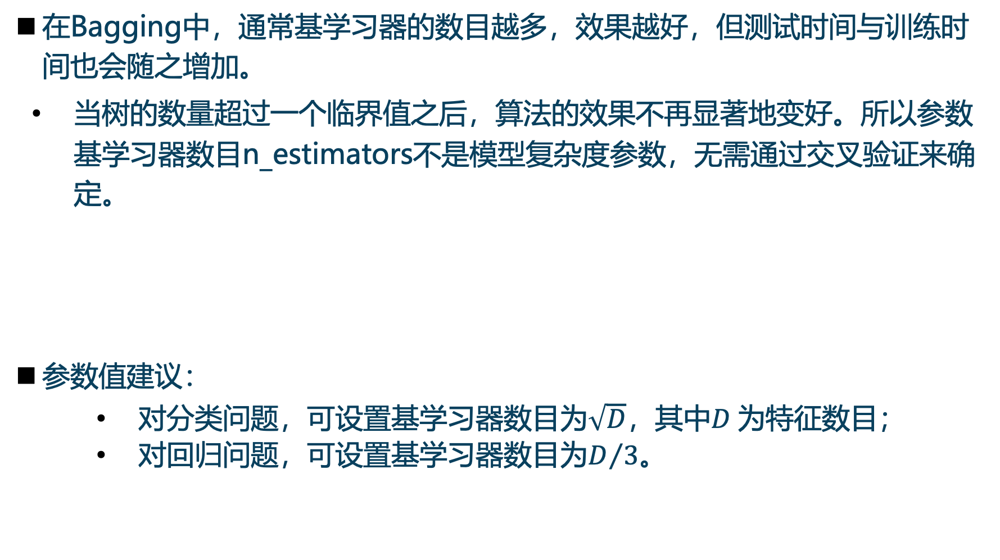 ■ 在Bagging中，通常基学习器的数目越多，效果越好，但测试时间与训练时
间也会随之增加。
• 当树的数量超过一个临界值之后，算法的效果不再显著地变好。所以参数
基学习器数目n_estimators不是模型复杂度参数，无需通过交叉验证来确
定。
■ 参数值建议：
• 对分类问题，可设置基学习器数目为√D，其中D 为特征数目；
• 对回归问题，可设置基学习器数目为D/3。